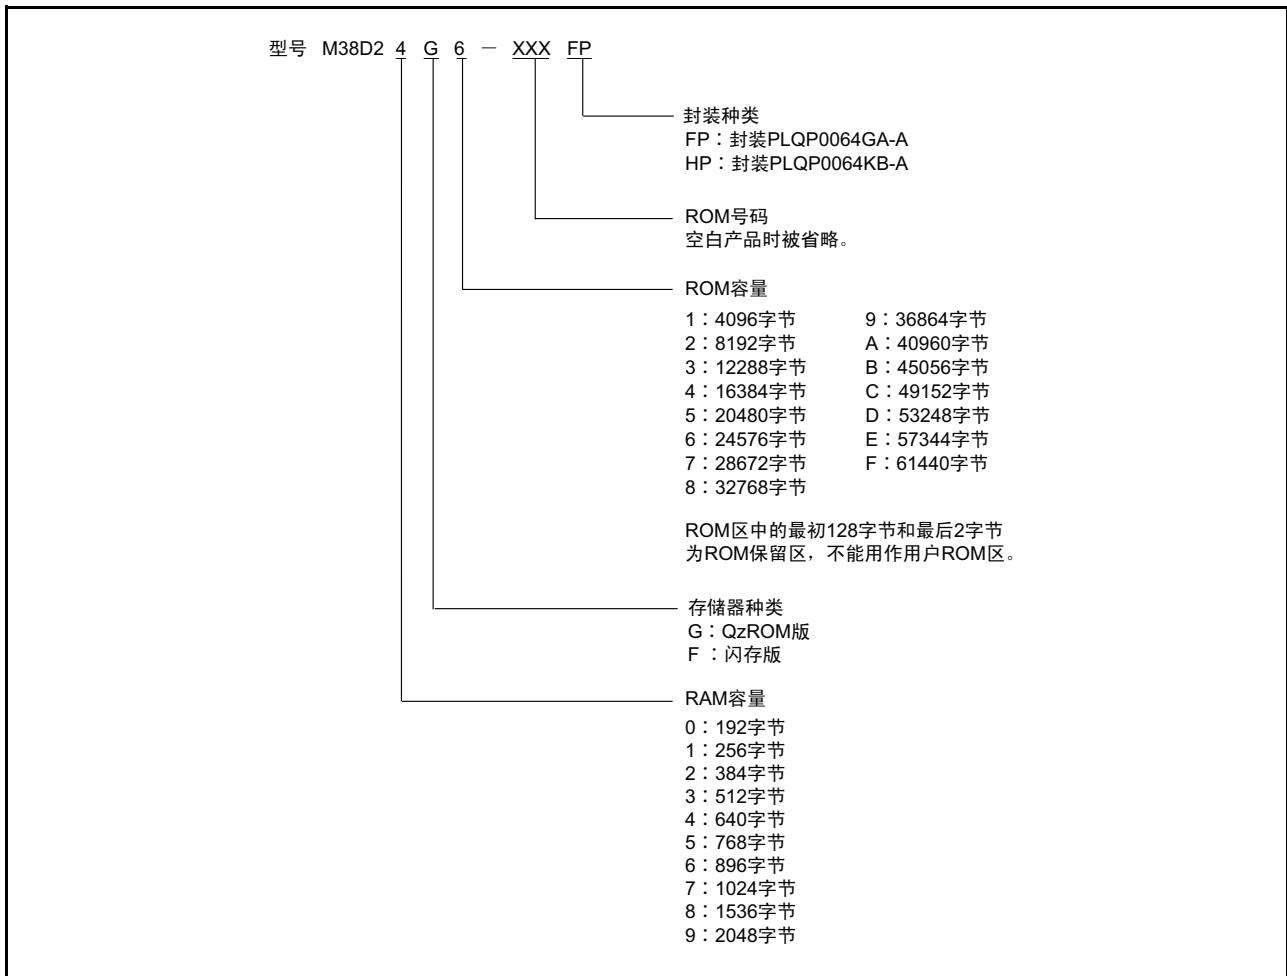 型号 M38D2 4 G 6 － XXX FP
封装种类
FP：封装PLQP0064GA-A
HP：封装PLQP0064KB-A
ROM号码
空白产品时被省略。
ROM容量
1：4096字节 9：36864字节
2：8192字节 A：40960字节
3：12288字节 B：45056字节
4：16384字节 C：49152字节
5：20480字节 D：53248字节
6：24576字节 E：57344字节
7：28672字节 F：61440字节
8：32768字节
ROM区中的最初128字节和最后2字节
为ROM保留区，不能用作用户ROM区。
存储器种类
G：QzROM版
F ：闪存版
RAM容量
0：192字节
1：256字节
2：384字节
3：512字节
4：640字节
5：768字节
6：896字节
7：1024字节
8：1536字节
9：2048字节